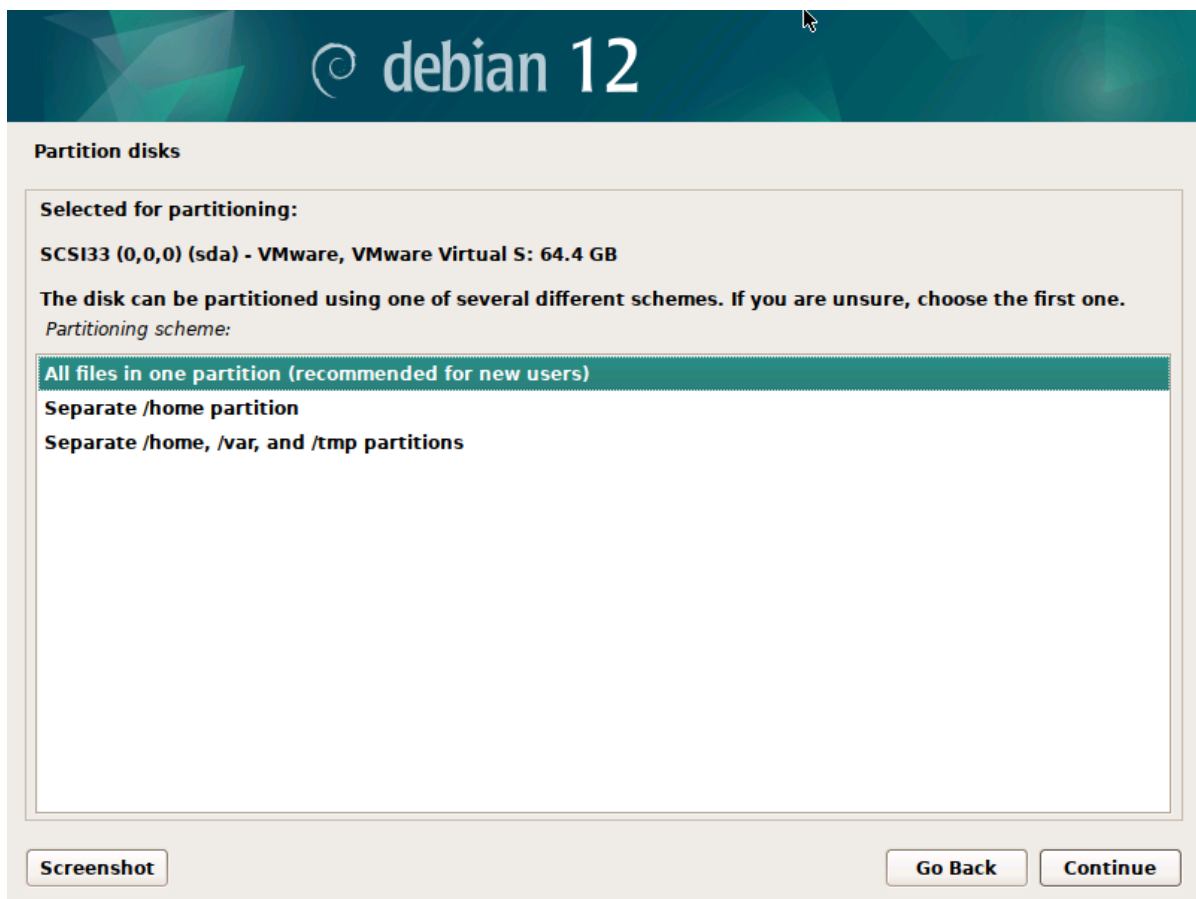 debian 12
Partition disks
Selected for partitioning:
SCSI33 (0,0,0) (sda) - VMware, VMware Virtual S: 64.4 GB
The disk can be partitioned using one of several different schemes. If you are unsure, choose the first one.
Partitioning scheme:
All files in one partition (recommended for new users)
Separate /home partition
Separate /home, /var, and /tmp partitions
Screenshot
Go Back
Continue